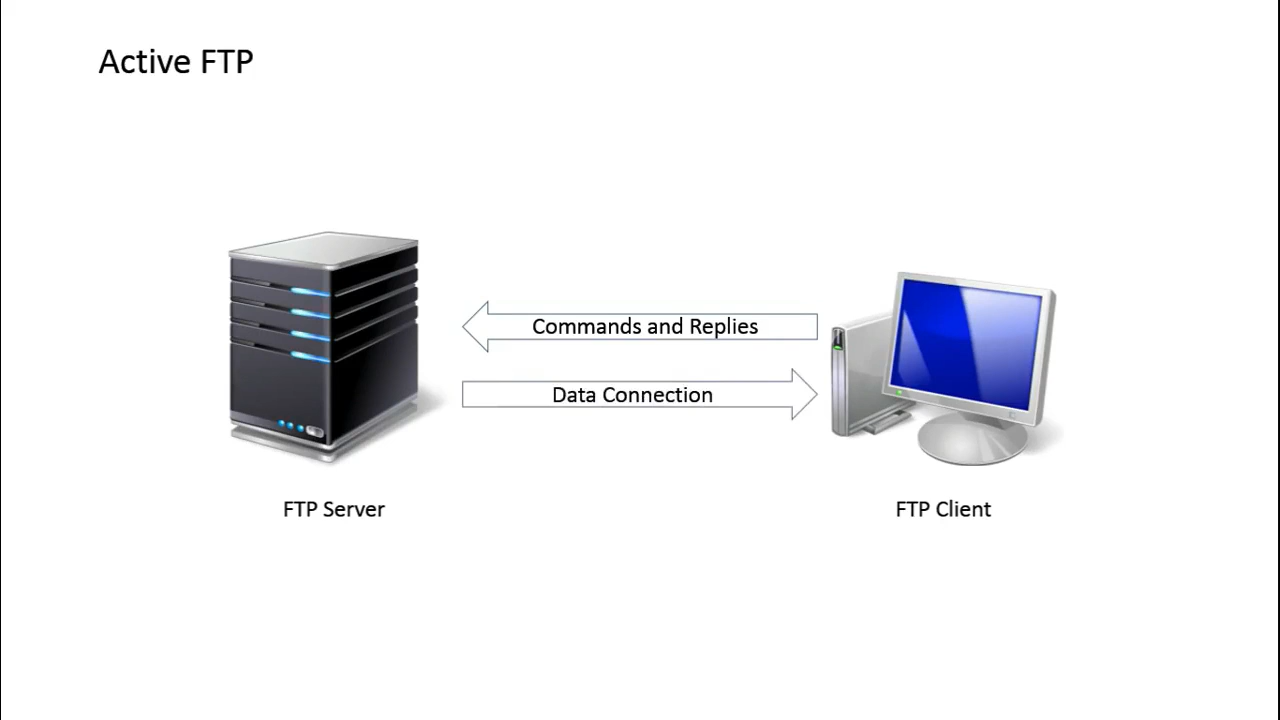 Active FTP
Commands and Replies
Data Connection
FTP Server
FTP Client